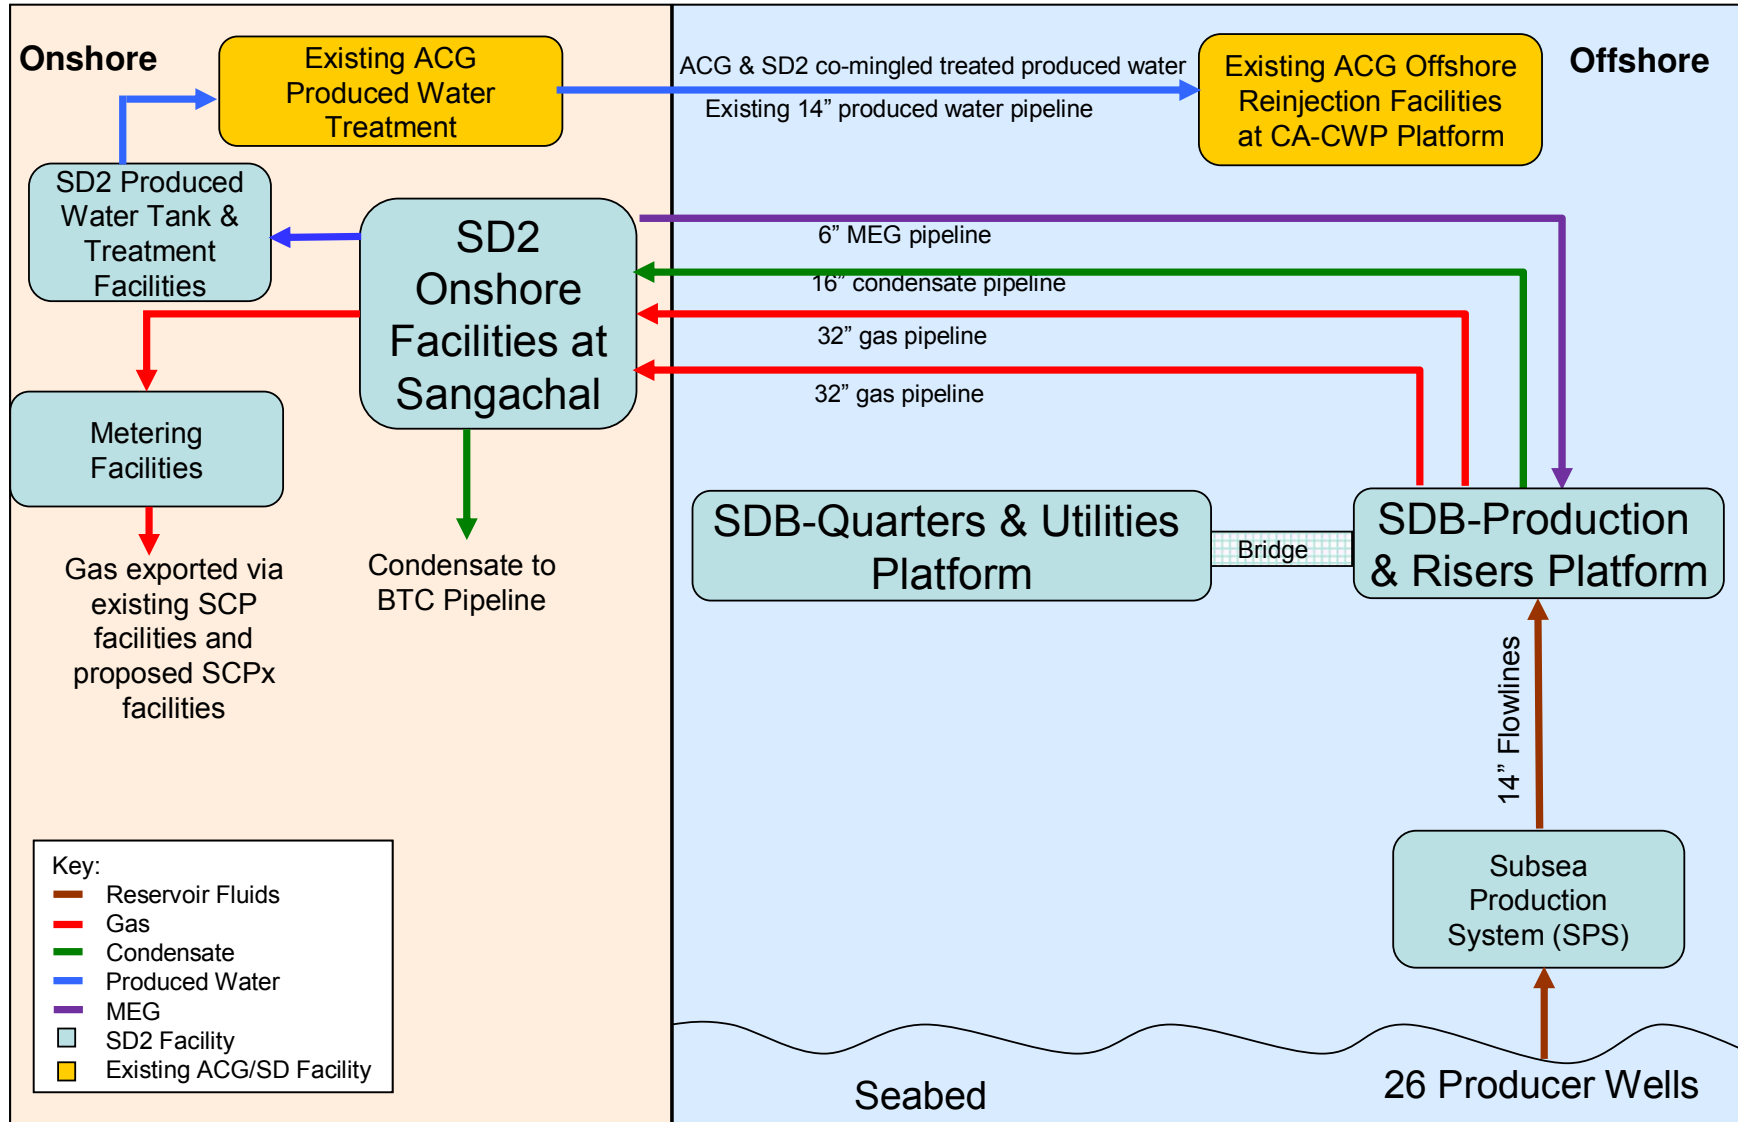 Onshore
Existing ACG
Produced Water
Treatment
ACG & SD2 co-mingled treated produced water
Existing 14” produced water pipeline
Existing ACG Offshore
Reinjection Facilities
at CA-CWP Platform
Offshore
SD2 Produced
Water Tank &
Treatment
Facilities
SD2
Onshore
Facilities at
Sangachal
6” MEG pipeline
16” condensate pipeline
32” gas pipeline
32” gas pipeline
Metering
Facilities
SDB-Quarters & Utilities
Platform
Bridge
SDB-Production
& Risers Platform
Gas exported via
existing SCP
facilities and
proposed SCPx
facilities
Condensate to
BTC Pipeline
14” Flowlines
Subsea
Production
System (SPS)
Key:
Reservoir Fluids
Gas
Condensate
Produced Water
MEG
SD2 Facility
Existing ACG/SD Facility
Seabed
26 Producer Wells